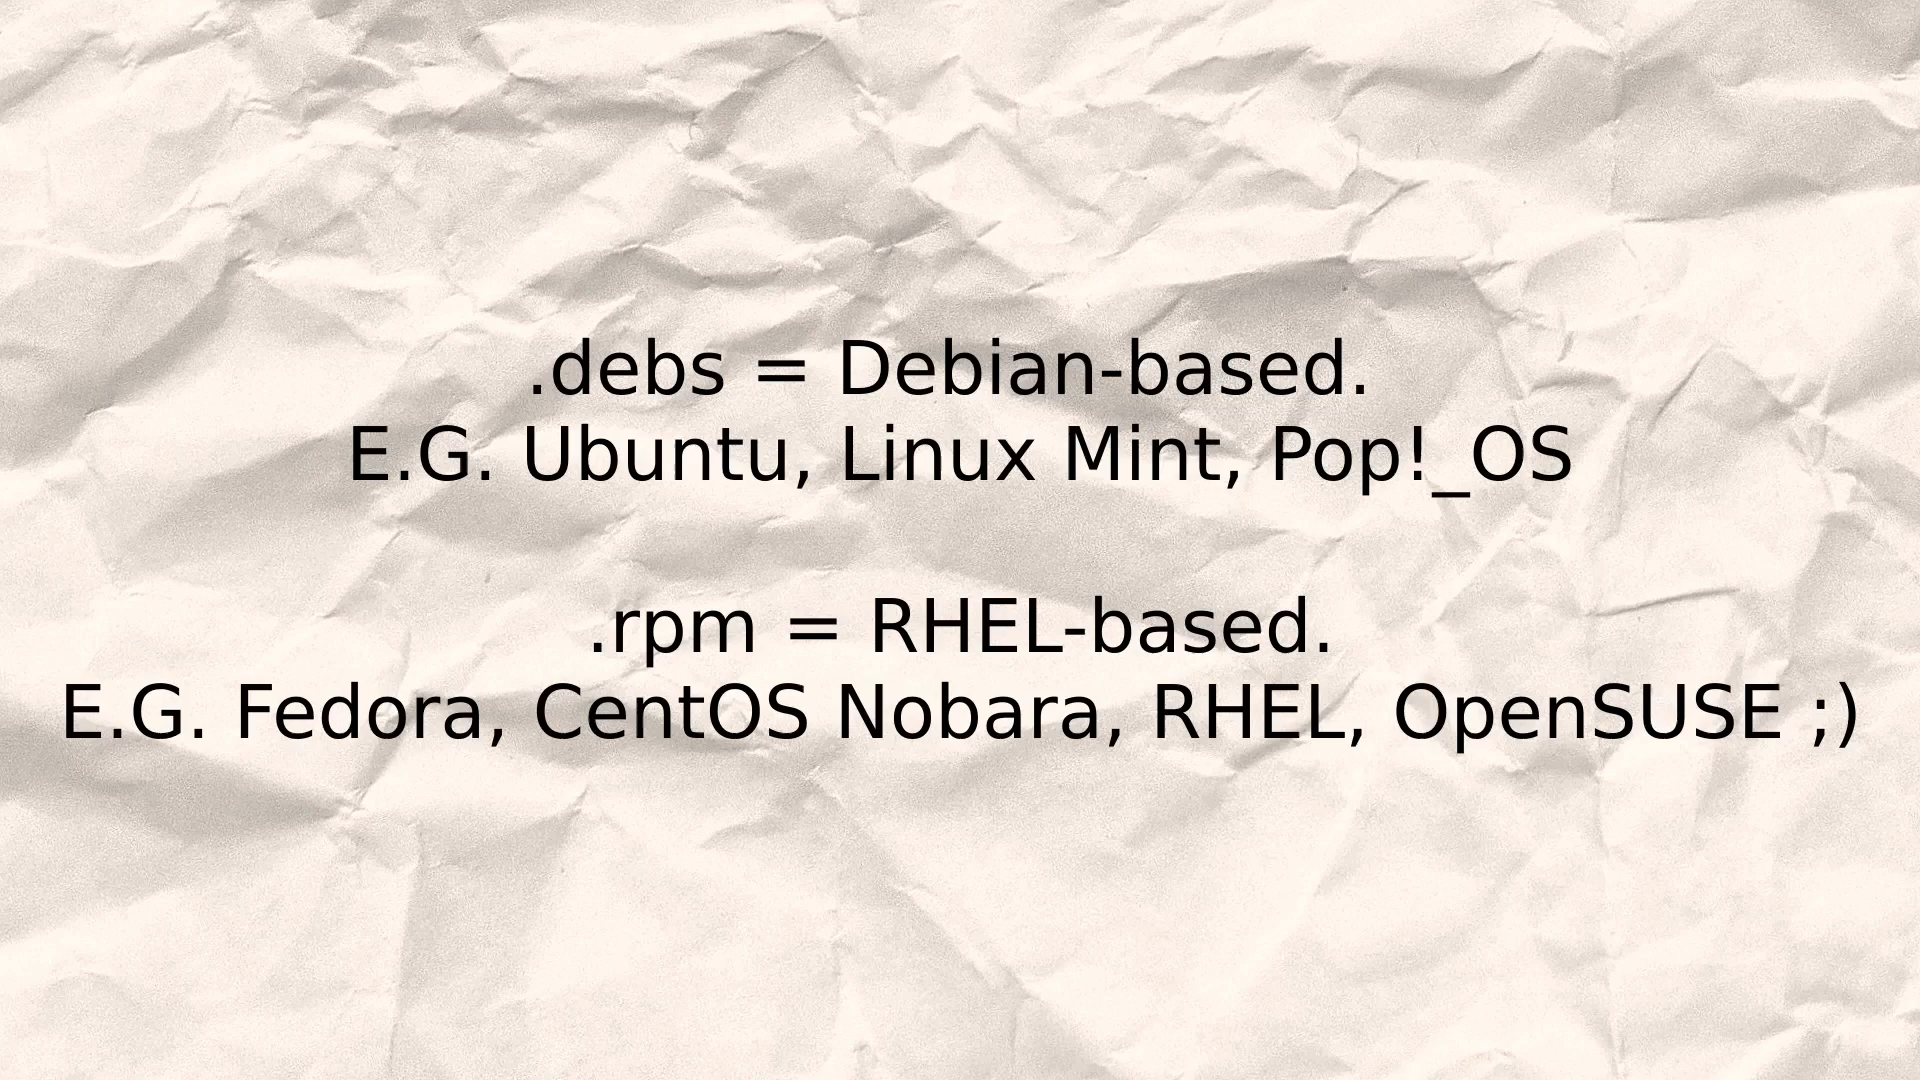 .debs = Debian-based.
E.G. Ubuntu, Linux Mint, Pop!_OS
.rpm = RHEL-based.
E.G. Fedora, CentOS Nobara, RHEL, OpenSUSE ;)